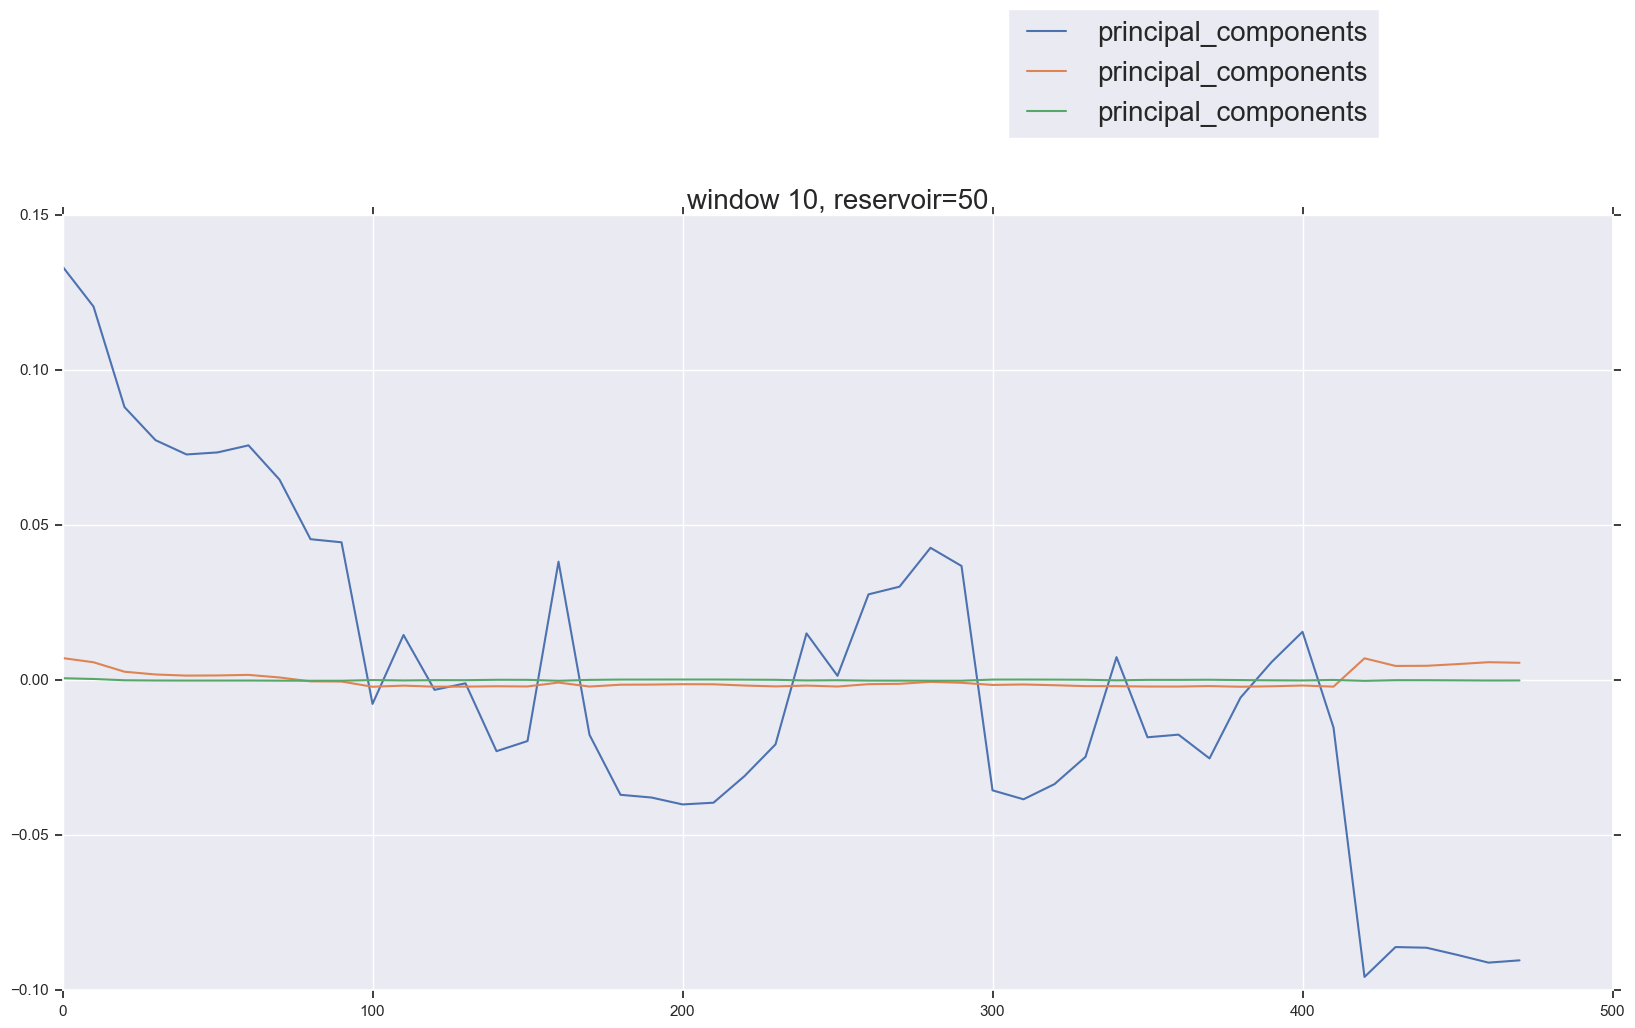 principal_components
principal_components
principal_components
window 10, reservoir=50
0.15
0.10
0.05
0.00
−0.05
−0.10
0 100 200 300 400 500